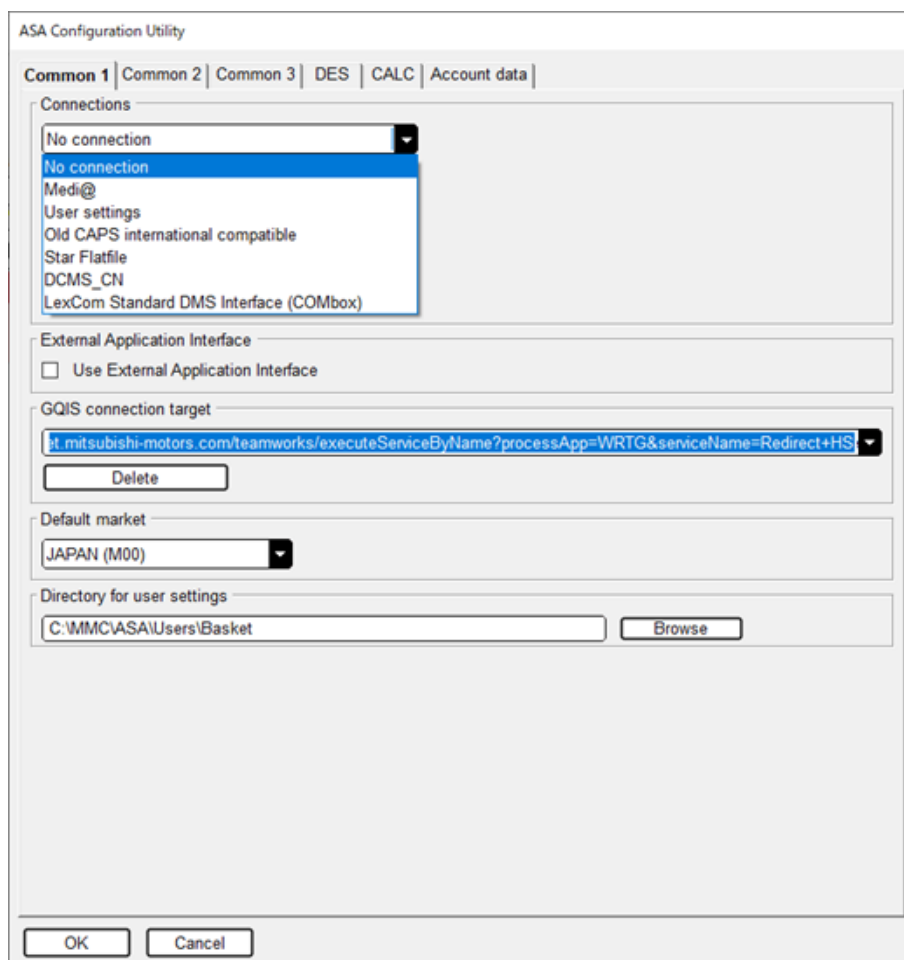 ASA Configuration Utility
Common 1 Common 2 Common 3 DES CALC Account data
Connections
No connection
No connection
Medi@
User settings
Old CAPS international compatible
Star Flatfile
DCMS_CN
LexCom Standard DMS Interface (COMbox)
External Application Interface
Use External Application Interface
GQIS connection target
et.mitsubishi-motors.com/teamworks/executeServiceByName?processApp=WRTG&serviceName=Redirect+HS
Delete
Default market
JAPAN (M00)
Directory for user settings
C:\MMC\ASA\Users\Basket Browse
OK Cancel